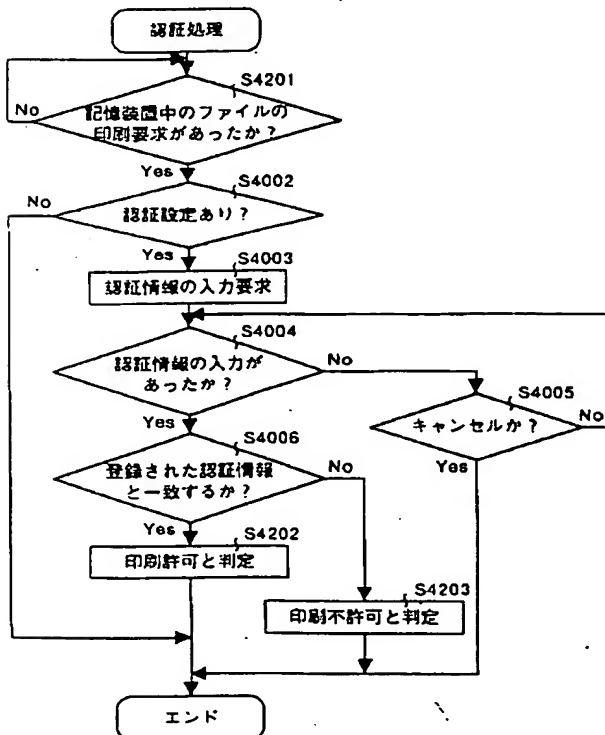 認証処理
S4201
記憶装置中のファイルの
印刷要求があったか?
No
Yes
S4002
認証設定あり?
No
Yes
S4003
認証情報の入力要求
S4004
認証情報の入力が
あったか?
No
Yes
S4005
キャンセルか?
No
Yes
S4006
登録された認証情報
と一致するか?
No
Yes
S4202
印刷許可と判定
S4203
印刷不許可と判定
エンド